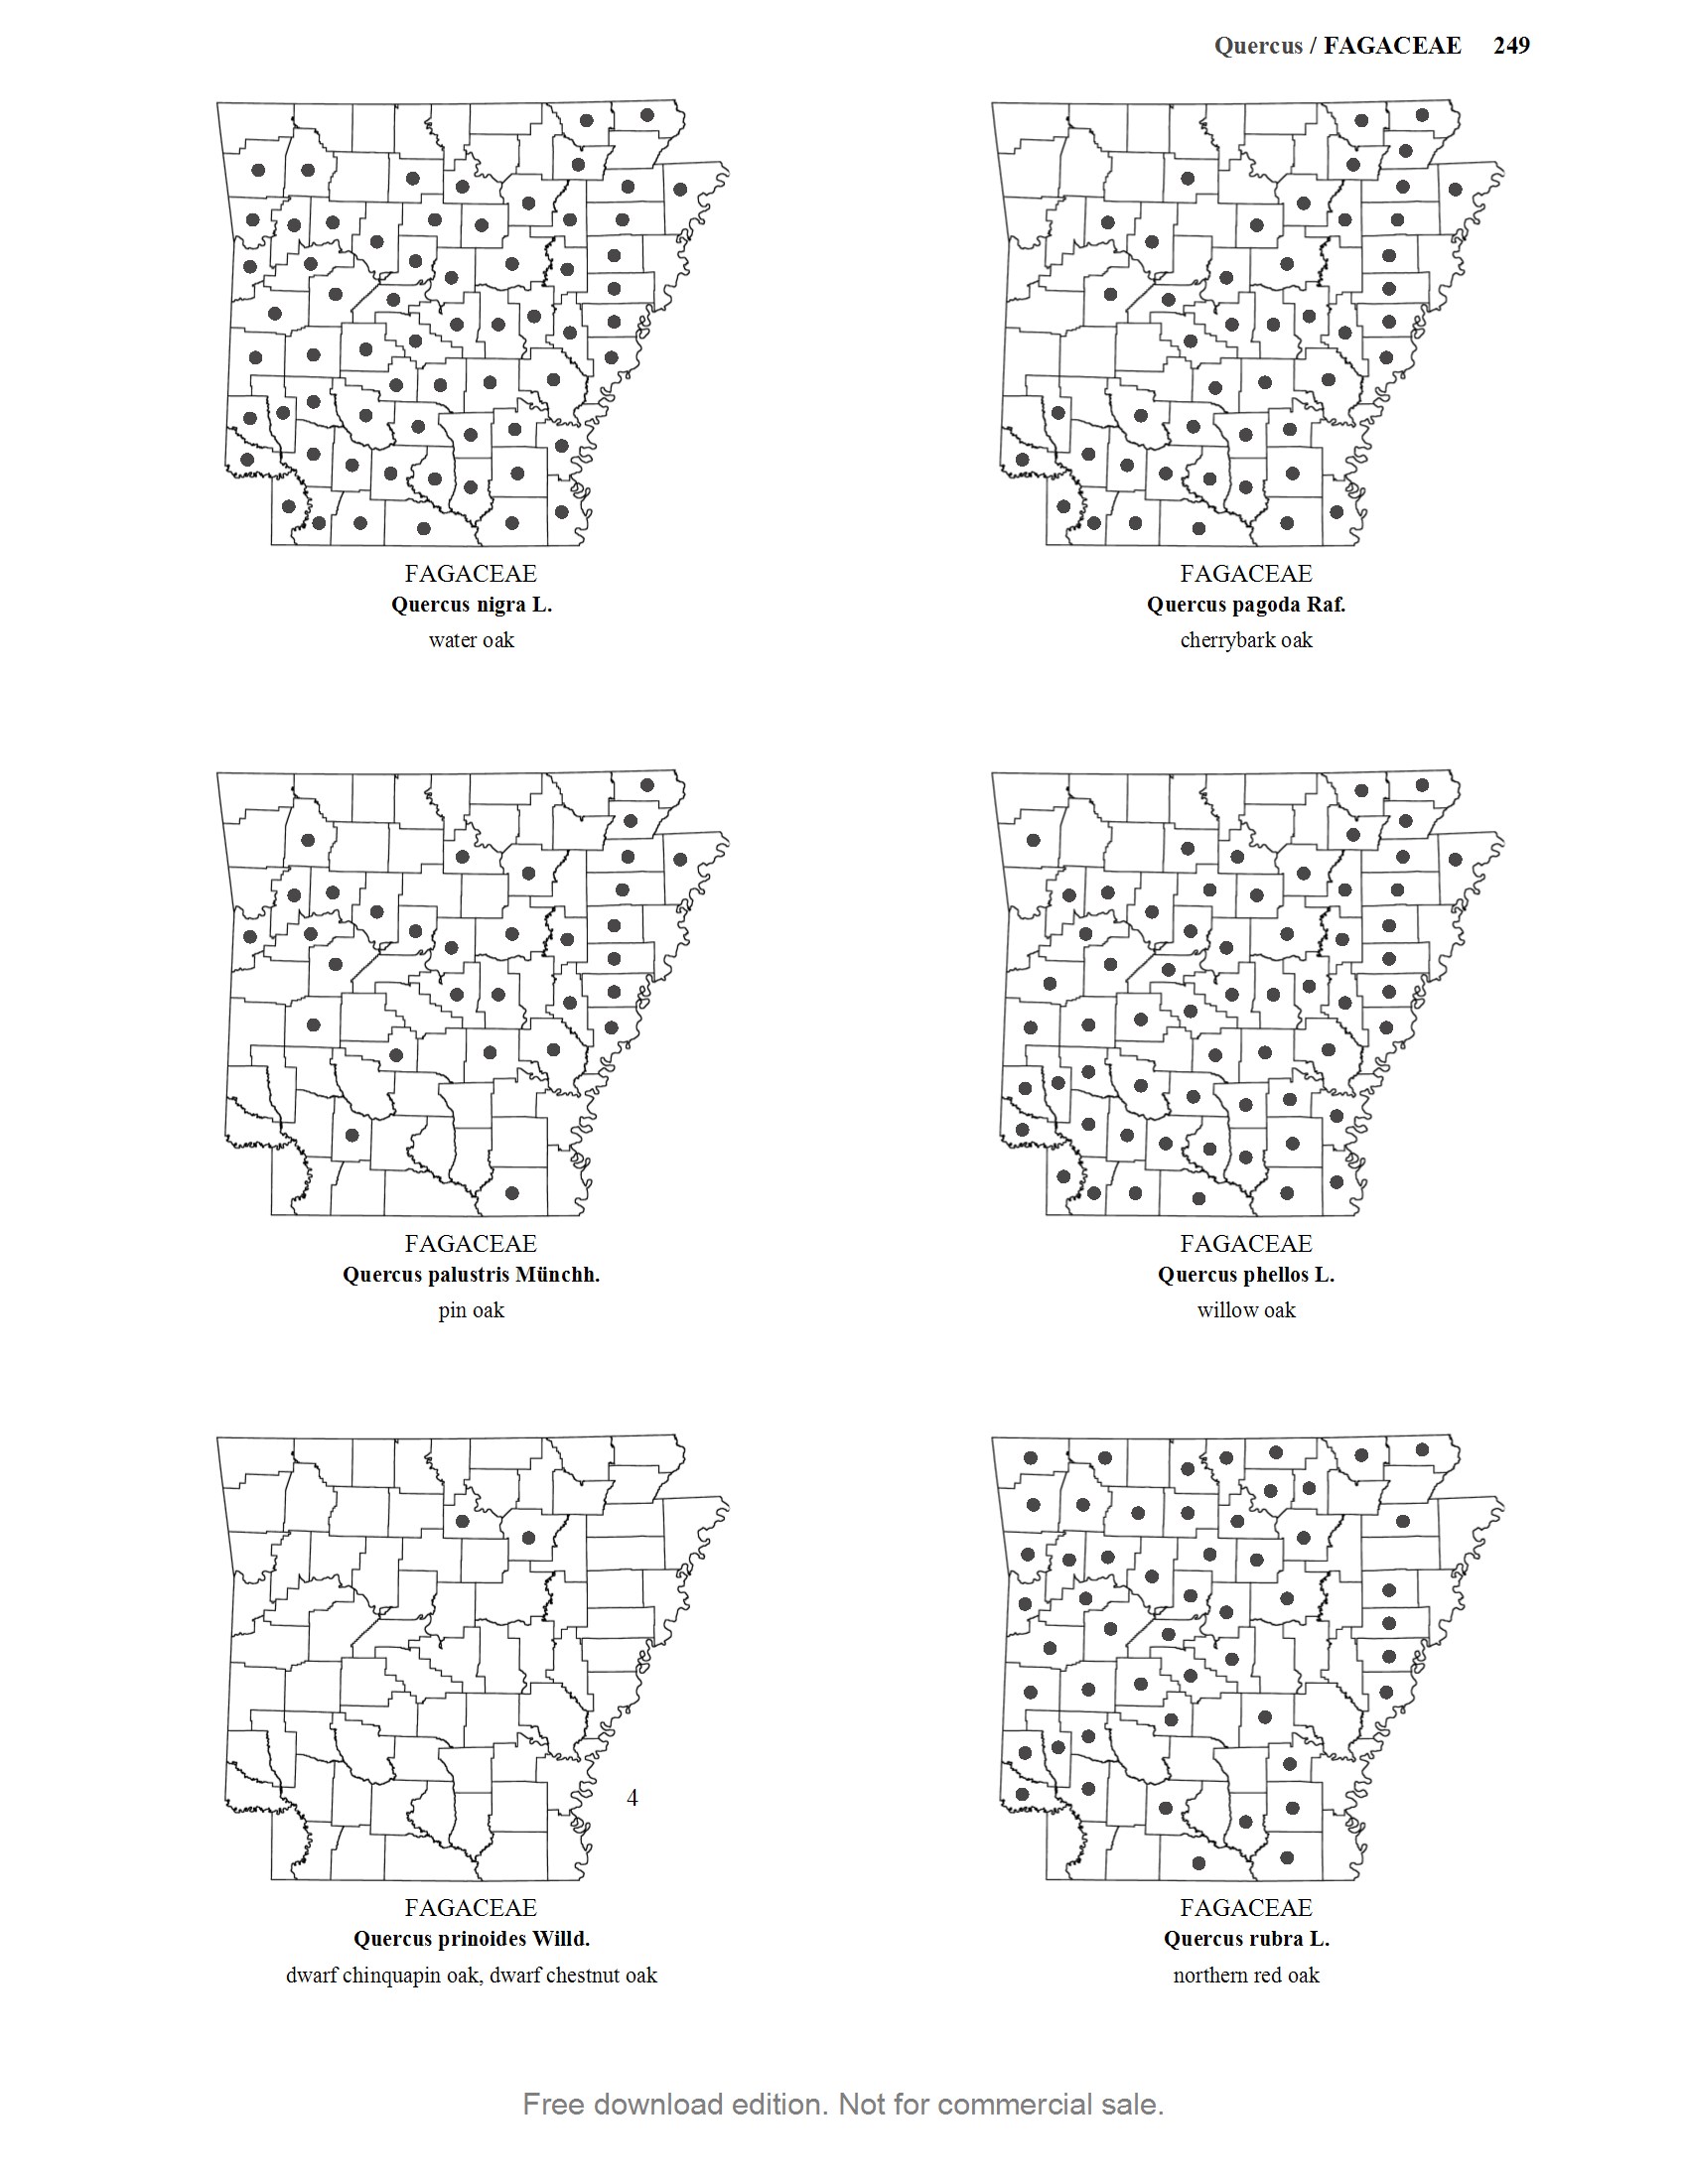 Quercus / FAGACEAE 249
FAGACEAE
Quercus nigra L.
water oak
FAGACEAE
Quercus pagoda Raf.
cherrybark oak
FAGACEAE
Quercus palustris Münchh.
pin oak
FAGACEAE
Quercus phellos L.
willow oak
4
FAGACEAE
Quercus prinoides Willd.
dwarf chinquapin oak, dwarf chestnut oak
FAGACEAE
Quercus rubra L.
northern red oak
Free download edition. Not for commercial sale.